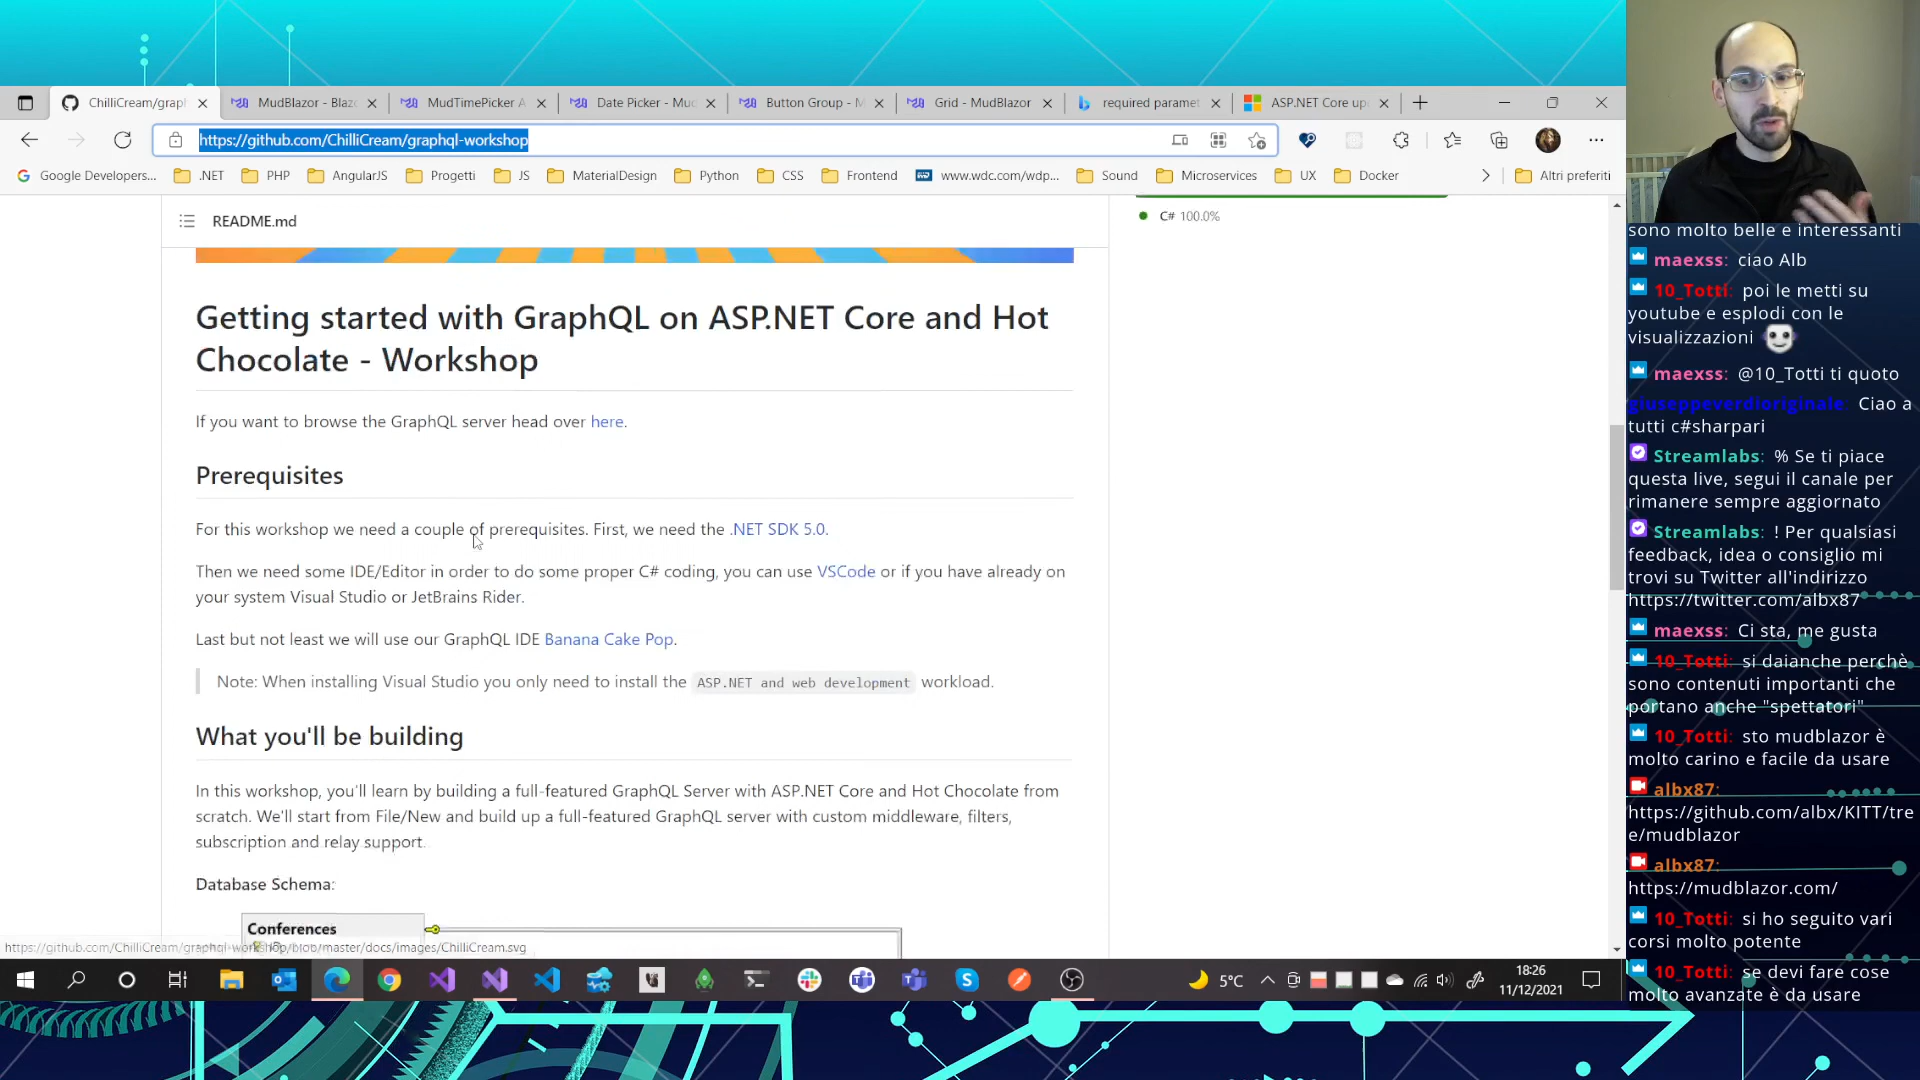 ChilliCream/graph
MudBlazor - Blaz
MudTimePicker A
Date Picker - Mu
Button Group - M
Grid - MudBlazor
required paramet
ASP.NET Core up
https://github.com/ChilliCream/graphql-workshop
Google Developers...
.NET
PHP
AngularJS
Progetti
JS
MaterialDesign
Python
CSS
Frontend
www.wdc.com/wdp...
Sound
Microservices
UX
Docker
Altri preferiti
README.md
C# 100.0%
Getting started with GraphQL on ASP.NET Core and Hot
Chocolate - Workshop
If you want to browse the GraphQL server head over here.
Prerequisites
For this workshop we need a couple of prerequisites. First, we need the .NET SDK 5.0.
Then we need some IDE/Editor in order to do some proper C# coding, you can use VSCode or if you have already on
your system Visual Studio or JetBrains Rider.
Last but not least we will use our GraphQL IDE Banana Cake Pop.
Note: When installing Visual Studio you only need to install the ASP.NET and web development workload.
What you'll be building
In this workshop, you'll learn by building a full-featured GraphQL Server with ASP.NET Core and Hot Chocolate from
scratch. We'll start from File/New and build up a full-featured GraphQL server with custom middleware, filters,
subscription and relay support.
Database Schema:
Conferences
https://github.com/ChilliCream/graphql-workshop/blob/master/docs/images/ChilliCream.svg
5°C
18:26
11/12/2021
sono molto belle e interessanti
maexss: ciao Alb
10_Totti: poi le metti su
youtube e esplodi con le
visualizzazioni
maexss: @10_Totti ti quoto
giuseppeverdioriginale: Ciao a
tutti c#sharpari
Streamlabs: % Se ti piace
questa live, segui il canale per
rimanere sempre aggiornato
Streamlabs: ! Per qualsiasi
feedback, idea o consiglio mi
trovi su Twitter all'indirizzo
https://twitter.com/albx87
maexss: Ci sta, me gusta
10_Totti: si daianche perchè
sono contenuti importanti che
portano anche "spettatori"
10_Totti: sto mudblazor è
molto carino e facile da usare
albx87:
https://github.com/albx/KITT/tre
e/mudblazor
albx87:
https://mudblazor.com/
10_Totti: si ho seguito vari
corsi molto potente
10_Totti: se devi fare cose
molto avanzate è da usare